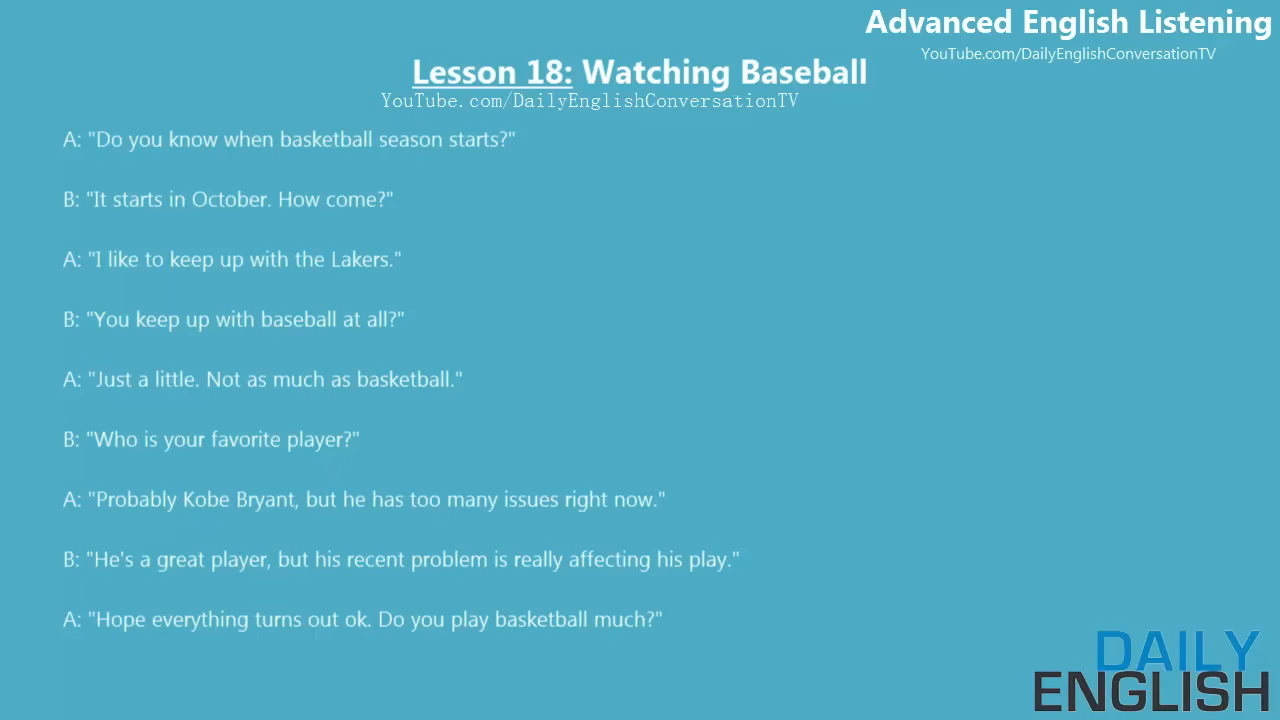 Advanced English Listening
YouTube.com/DailyEnglishConversationTV
Lesson 18: Watching Baseball
YouTube.com/DailyEnglishConversationTV
A: "Do you know when basketball season starts?"
B: "It starts in October. How come?"
A: "I like to keep up with the Lakers."
B: "You keep up with baseball at all?"
A: "Just a little. Not as much as basketball."
B: "Who is your favorite player?"
A: "Probably Kobe Bryant, but he has too many issues right now."
B: "He's a great player, but his recent problem is really affecting his play."
A: "Hope everything turns out ok. Do you play basketball much?"
DAILY
ENGLISH